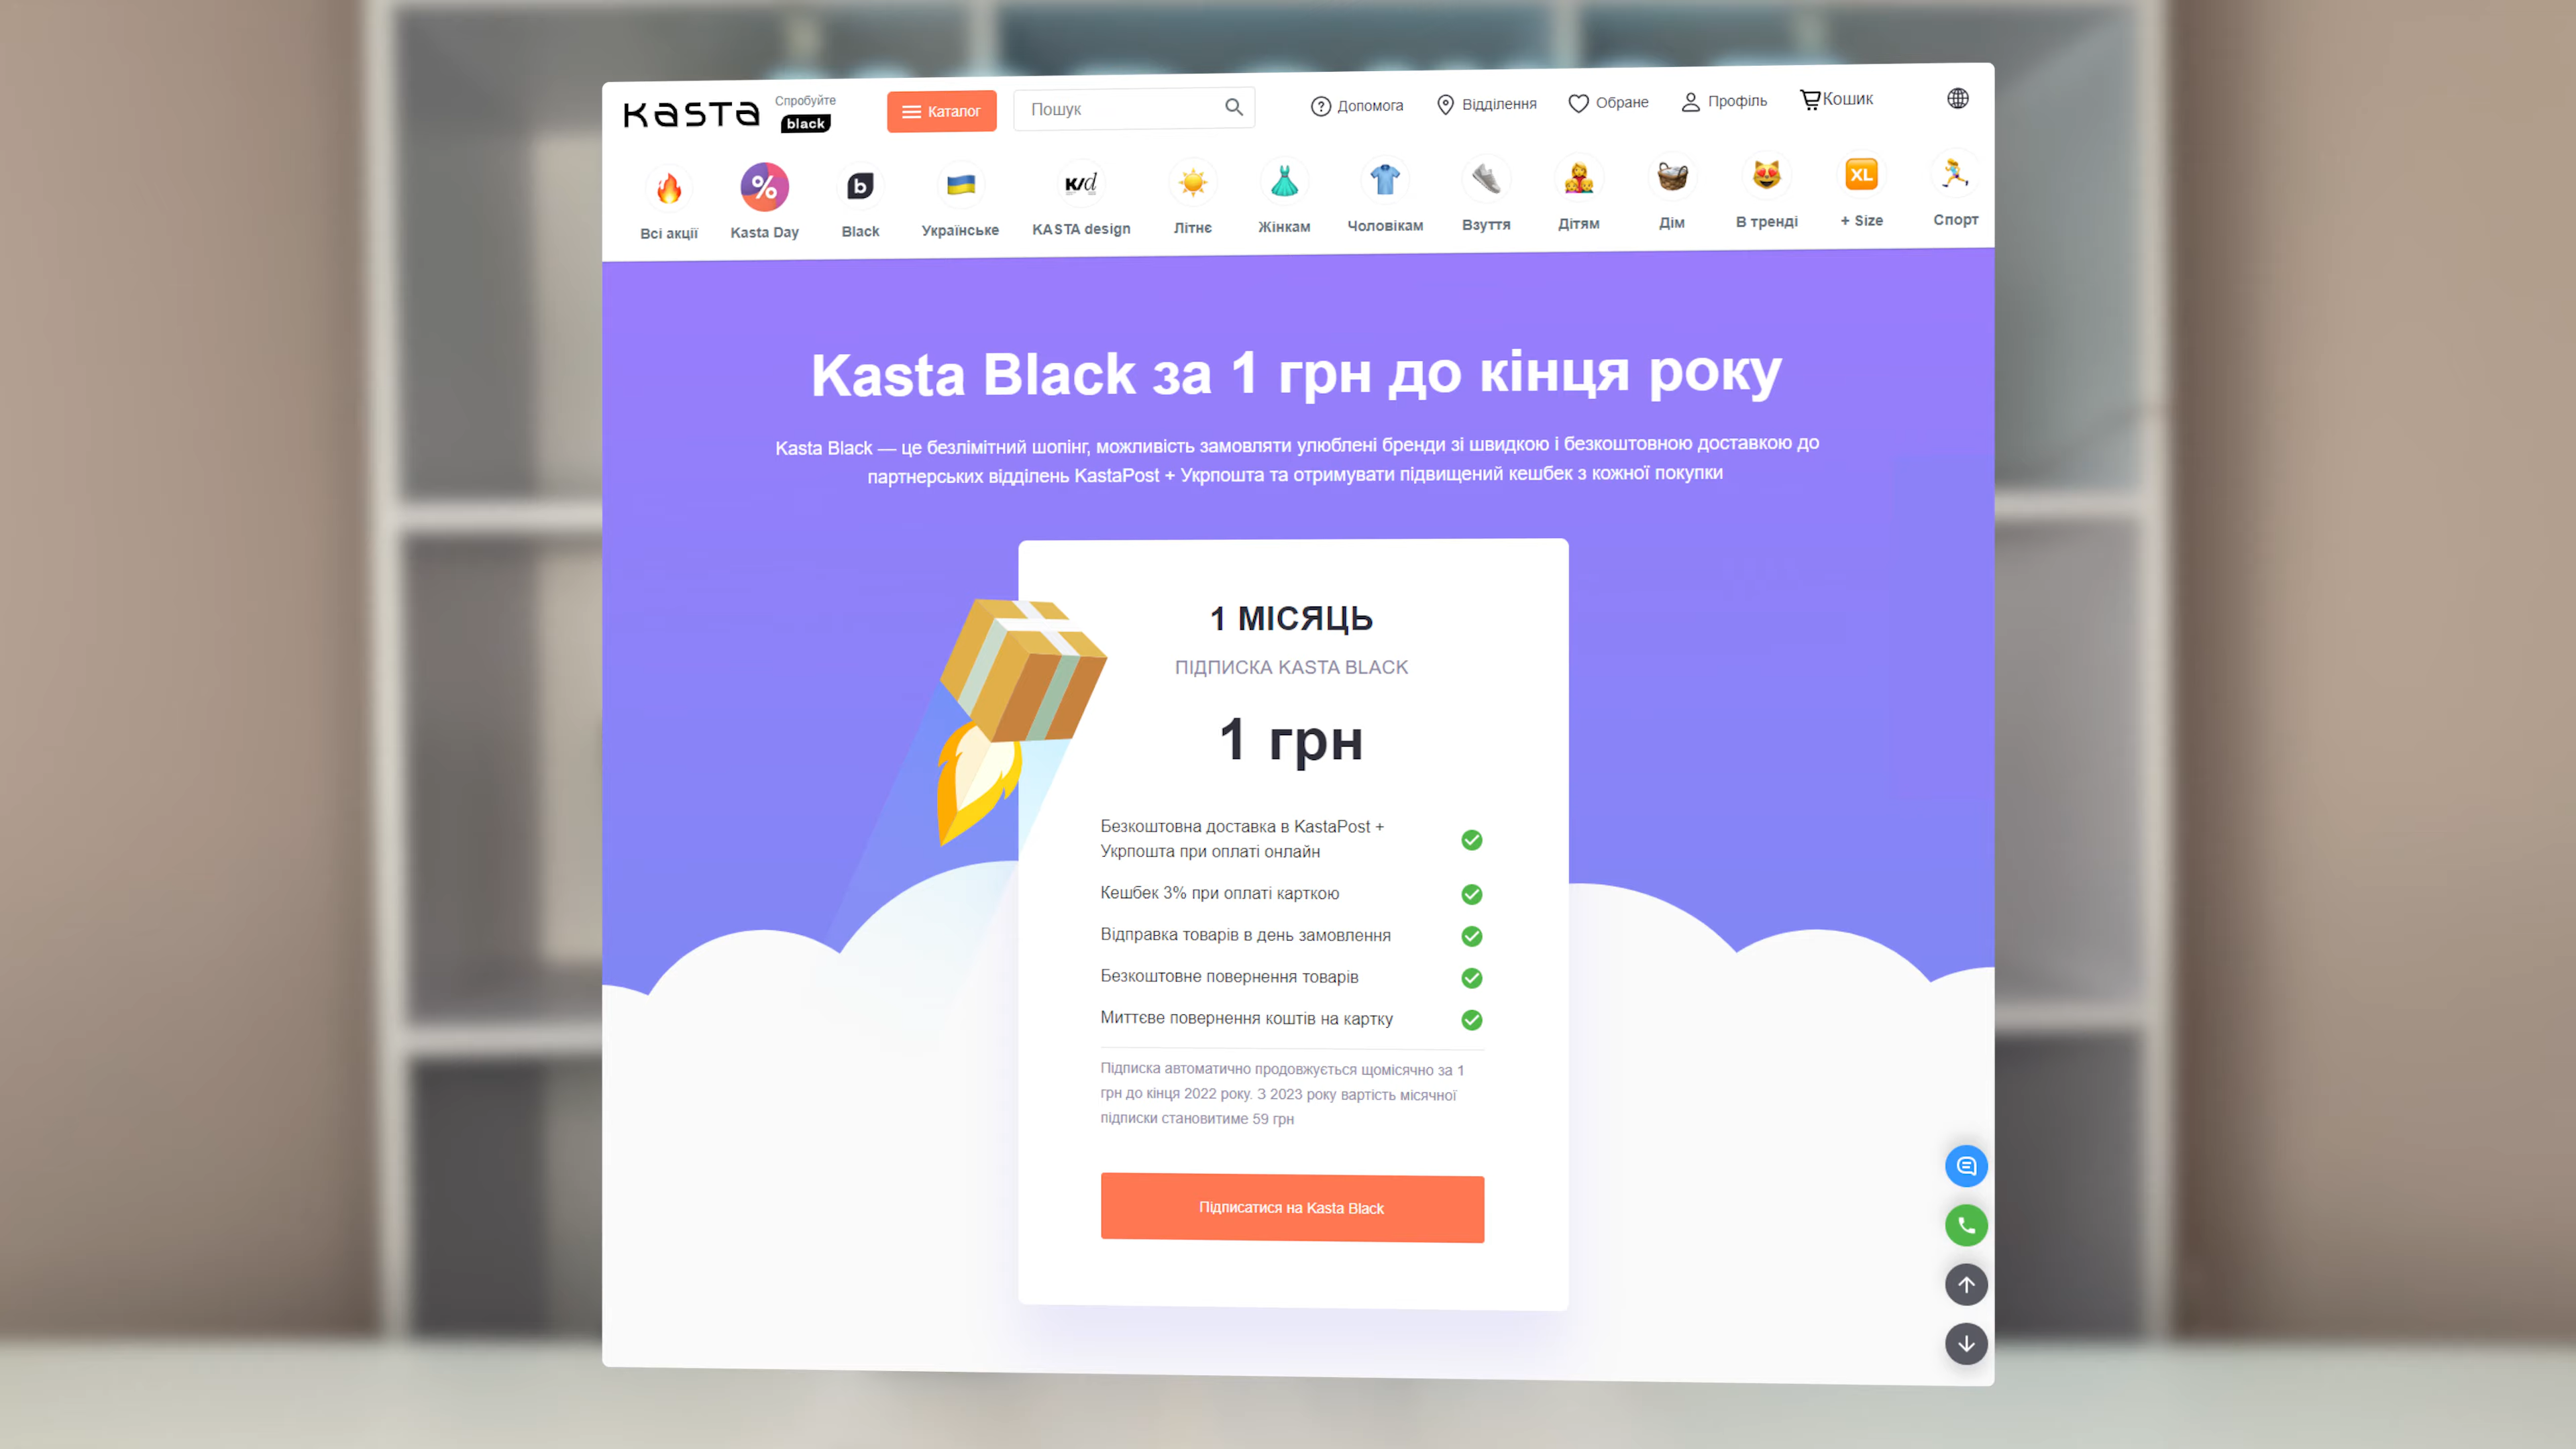 Kasta
Спробуйте
black
Каталог
Пошук
Допомога
Відділення
Обране
Профіль
Кошик
%
b
K/d
XL
Всі акції
Kasta Day
Black
Українське
KASTA design
Літнє
Жінкам
Чоловікам
Взуття
Дітям
Дім
В тренді
+ Size
Спорт
Kasta Black за 1 грн до кінця року
Kasta Black — це безлімітний шопінг, можливість замовляти улюблені бренди зі швидкою і безкоштовною доставкою до
партнерських відділень KastaPost + Укрпошта та отримувати підвищений кешбек з кожної покупки
1 МІСЯЦЬ
ПІДПИСКА KASTA BLACK
1 грн
Безкоштовна доставка в KastaPost +
Укрпошта при оплаті онлайн
Кешбек 3% при оплаті карткою
Відправка товарів в день замовлення
Безкоштовне повернення товарів
Миттєве повернення коштів на картку
Підписка автоматично продовжується щомісячно за 1
грн до кінця 2022 року. З 2023 року вартість місячної
підписки становитиме 59 грн
Підписатися на Kasta Black